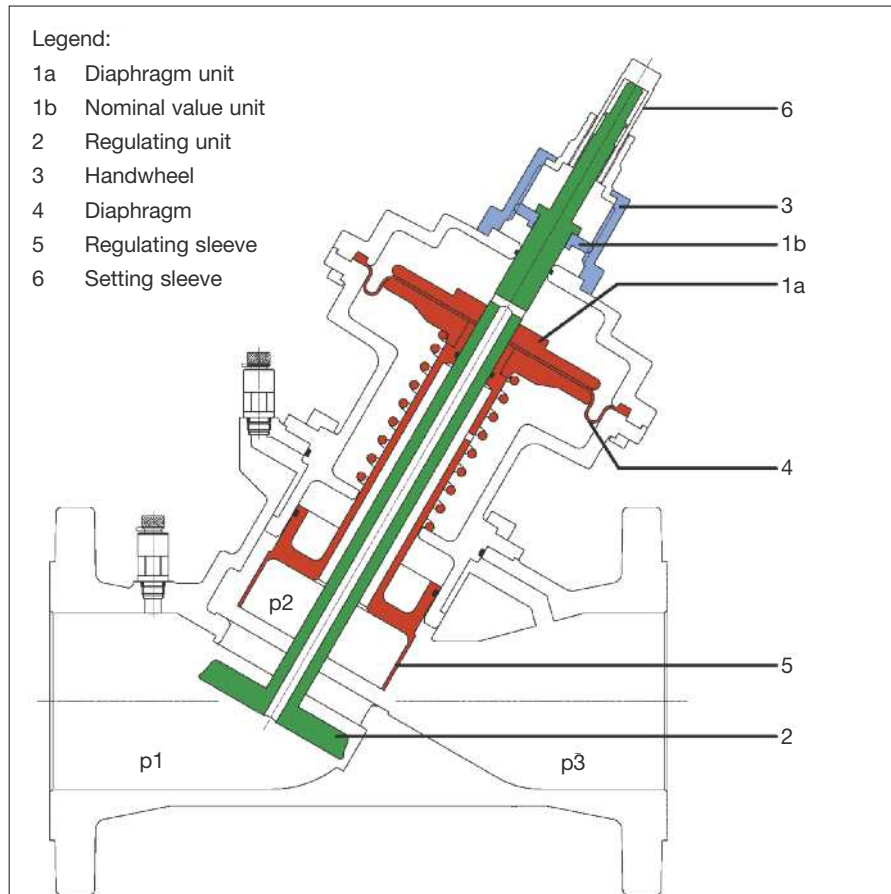 Legend:
1a Diaphragm unit
1b Nominal value unit
2 Regulating unit
3 Handwheel
4 Diaphragm
5 Regulating sleeve
6 Setting sleeve
6
3
1b
1a
4
p2
5
2
p1
p3